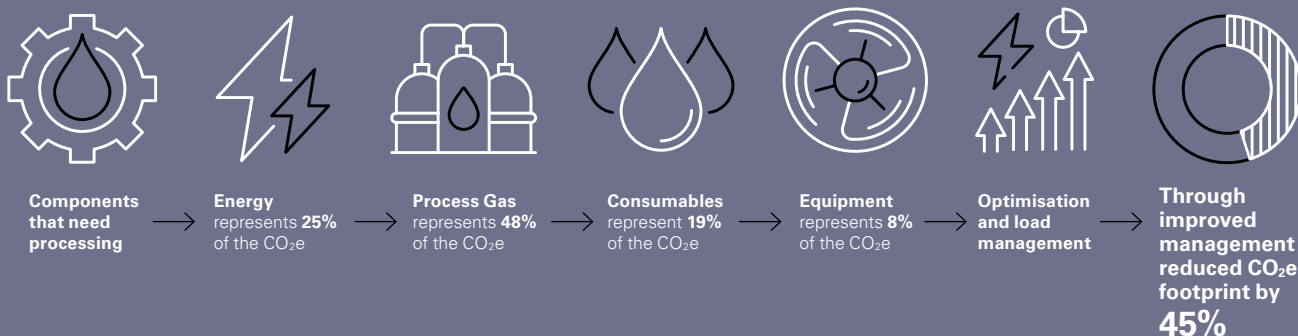 Components
that need
processing
Energy
represents 25%
of the CO₂e
Process Gas
represents 48%
of the CO₂e
Consumables
represent 19%
of the CO₂e
Equipment
represents 8%
of the CO₂e
Optimisation
and load
management
Through
improved
management
reduced CO₂e
footprint by
45%